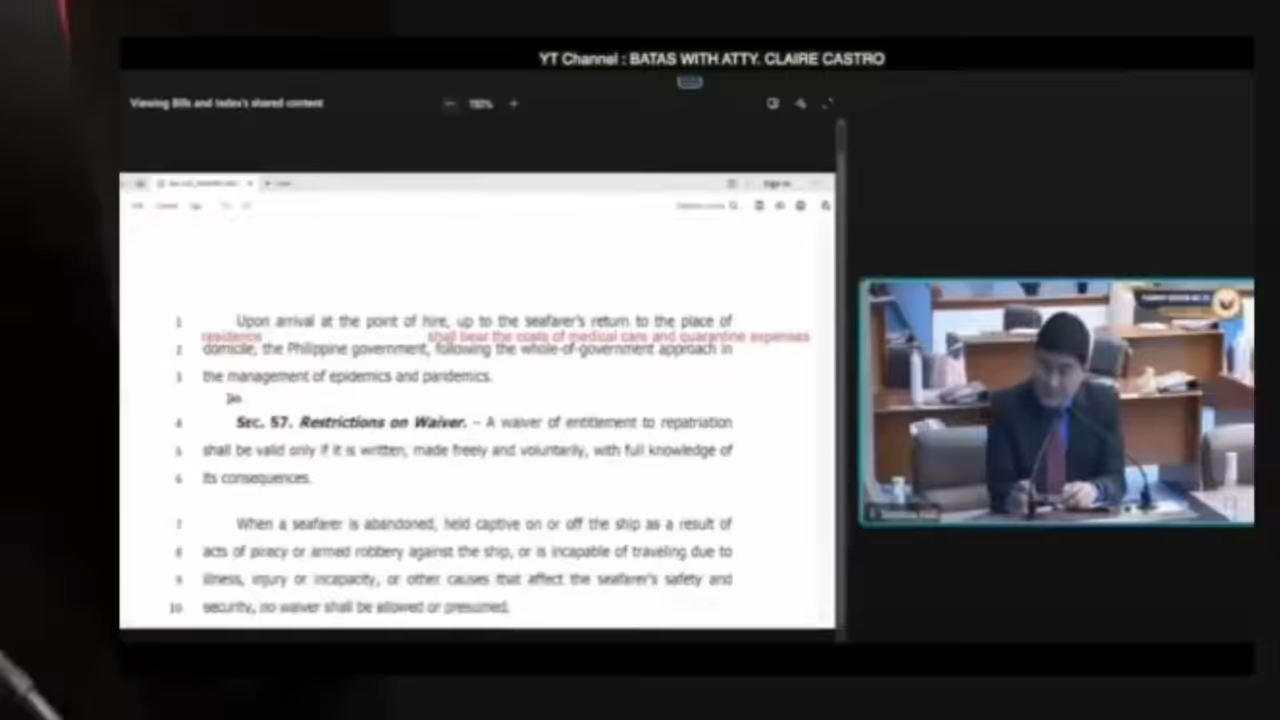 YT Channel : BATAS WITH ATTY. CLAIRE CASTRO
Viewing Bills and Index's shared content
150%
Sign in
1 Upon arrival at the point of hire, up to the seafarer's return to the place of
residence shall bear the costs of medical care and quarantine expenses
2 domicile, the Philippine government, following the whole-of-government approach in
3 the management of epidemics and pandemics.
4 SEC. 57. Restrictions on Waiver. – A waiver of entitlement to repatriation
5 shall be valid only if it is written, made freely and voluntarily, with full knowledge of
6 its consequences.
7 When a seafarer is abandoned, held captive on or off the ship as a result of
8 acts of piracy or armed robbery against the ship, or is incapable of traveling due to
9 illness, injury or incapacity, or other causes that affect the seafarer's safety and
10 security, no waiver shall be allowed or presumed.